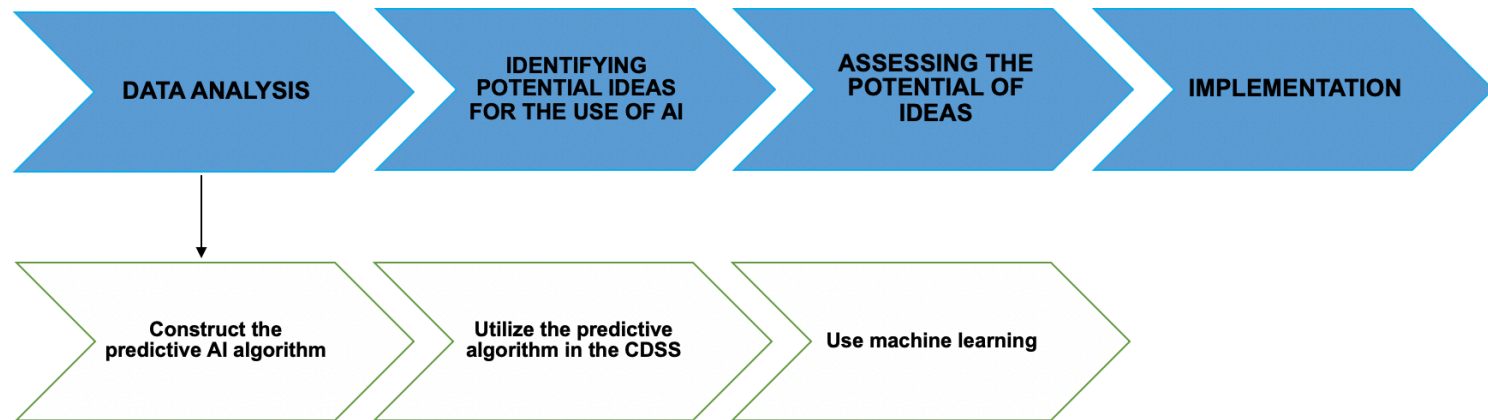 DATA ANALYSIS
IDENTIFYING
POTENTIAL IDEAS
FOR THE USE OF AI
ASSESSING THE
POTENTIAL OF
IDEAS
IMPLEMENTATION
Construct the
predictive AI algorithm
Utilize the predictive
algorithm in the CDSS
Use machine learning